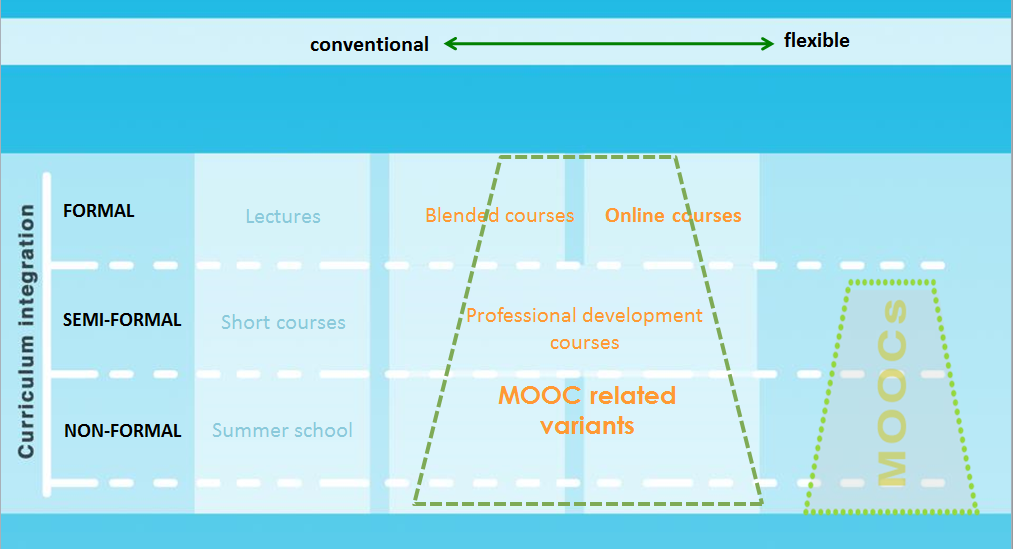 conventional
flexible
Curriculum integration
FORMAL
Lectures
Blended courses
Online courses
SEMI-FORMAL
Short courses
Professional development
courses
NON-FORMAL
Summer school
MOOC related
variants
MOOCs